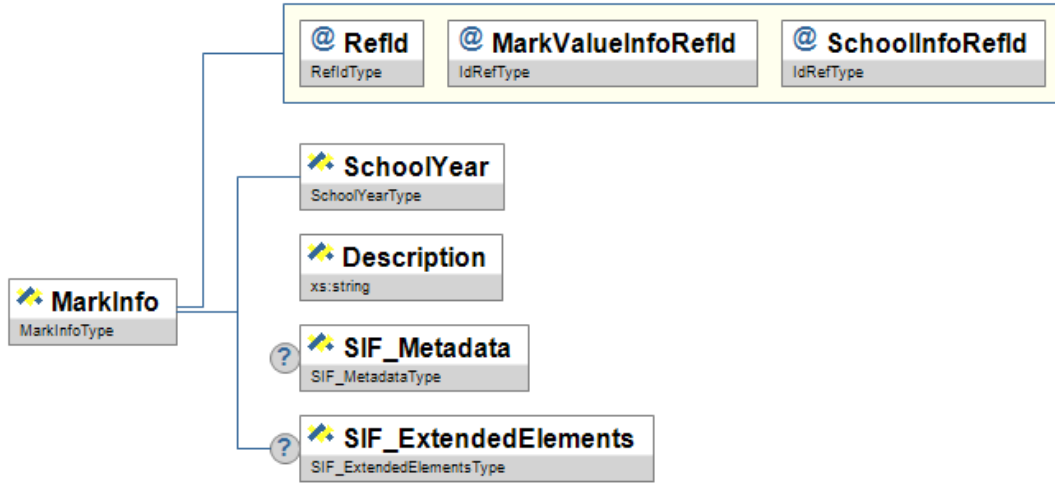 @ RefId
RefIdType
@ MarkValueInfoRefId
IdRefType
@ SchoolInfoRefId
IdRefType
SchoolYear
SchoolYearType
Description
xs:string
MarkInfo
MarkInfoType
? SIF_Metadata
SIF_MetadataType
? SIF_ExtendedElements
SIF_ExtendedElementsType